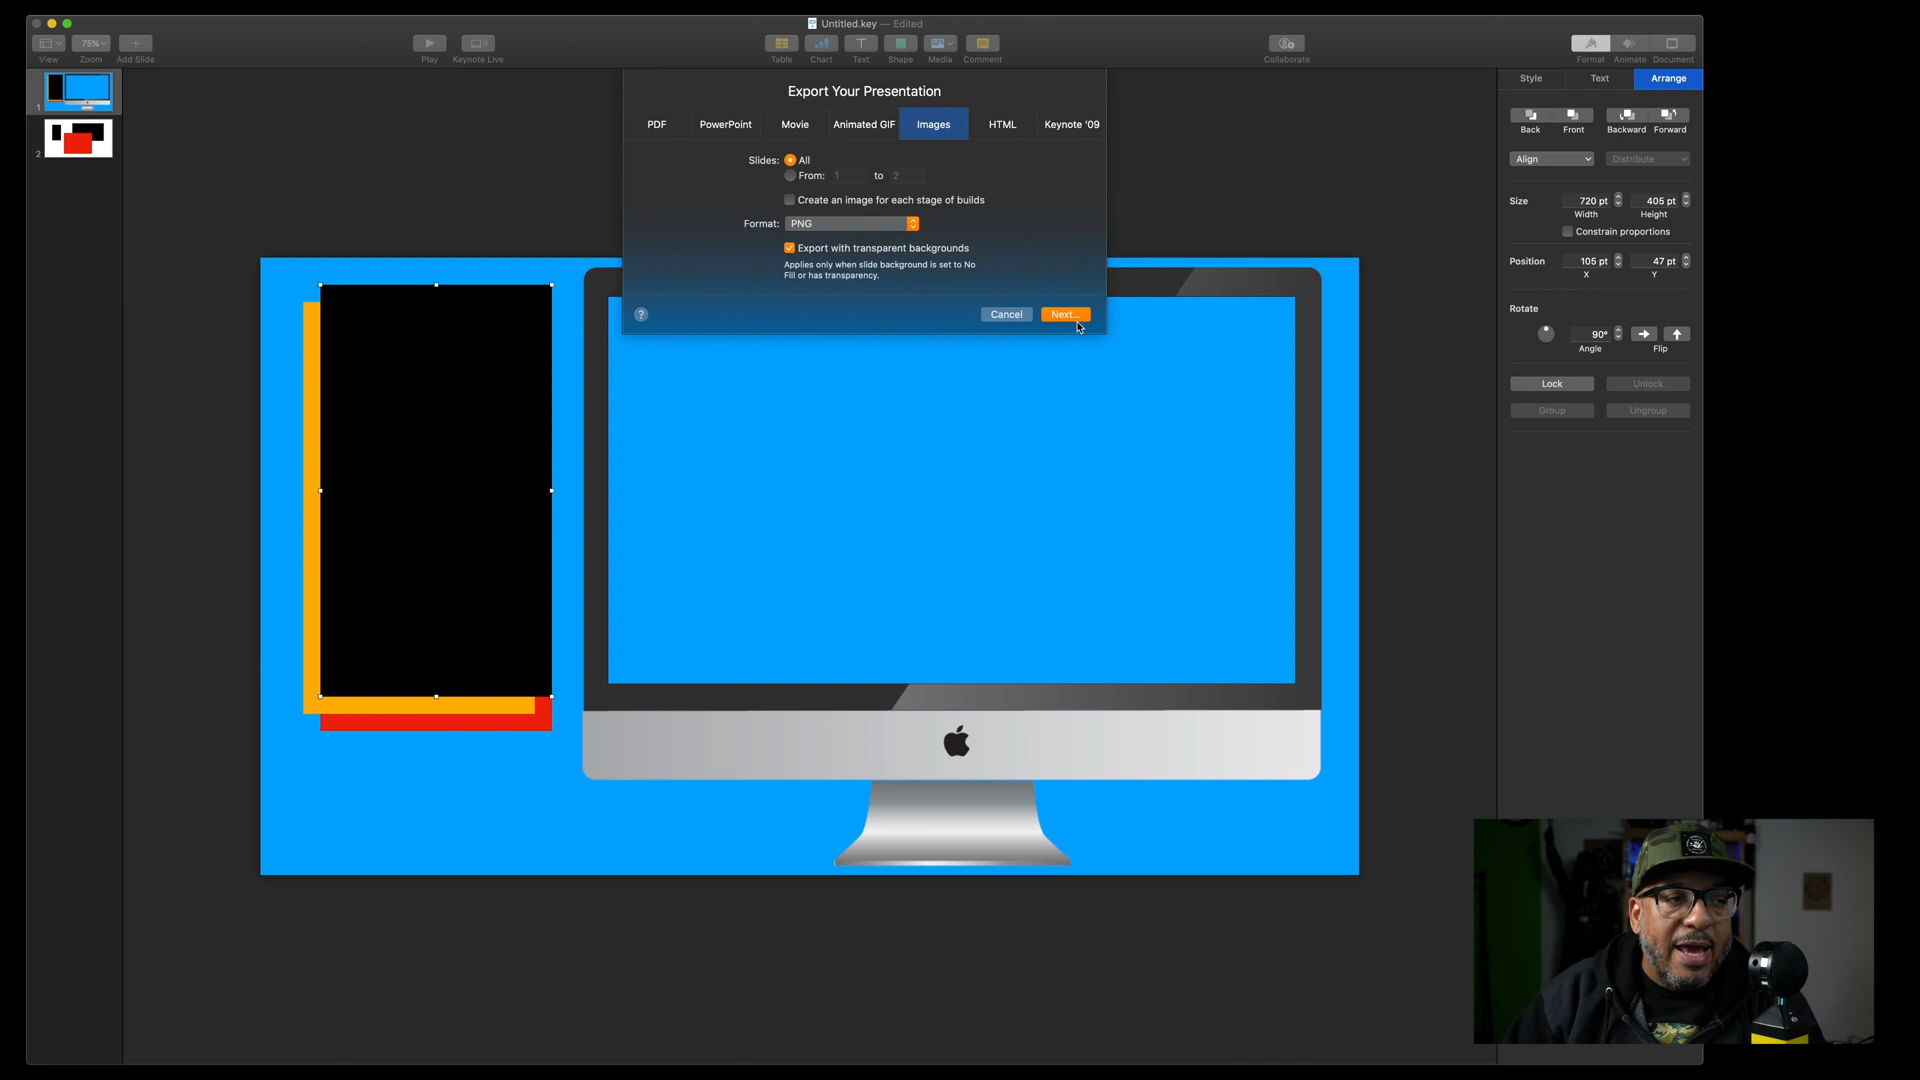 Untitled.key — Edited
75%
View
Zoom
Add Slide
Play
Keynote Live
Table
Chart
Text
Shape
Media
Comment
Collaborate
Format
Animate
Document
1
2
Export Your Presentation
PDF
PowerPoint
Movie
Animated GIF
Images
HTML
Keynote '09
Slides: All
From: 1 to 2
Create an image for each stage of builds
Format: PNG
Export with transparent backgrounds
Applies only when slide background is set to No
Fill or has transparency.
?
Cancel
Next...
Style
Text
Arrange
Back
Front
Backward
Forward
Align
Distribute
Size
720 pt
405 pt
Width
Height
Constrain proportions
Position
105 pt
47 pt
X
Y
Rotate
90°
Angle
Flip
Lock
Unlock
Group
Ungroup